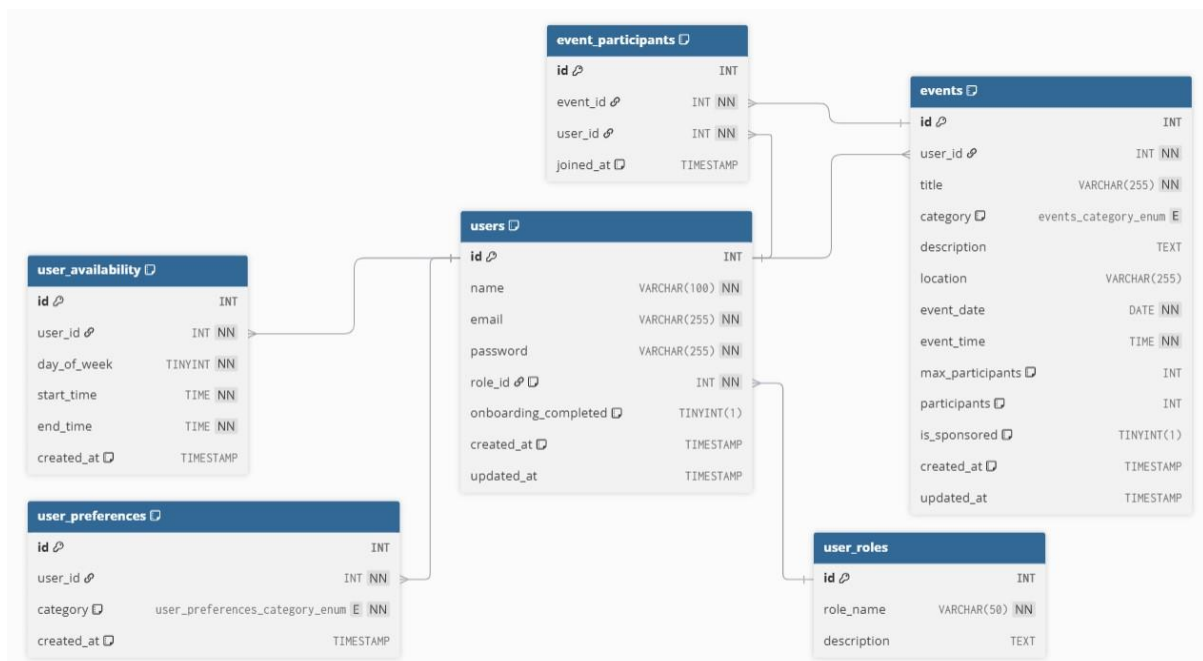 event_participants
id INT
event_id INT NN
user_id INT NN
joined_at TIMESTAMP
events
id INT
user_id INT NN
title VARCHAR(255) NN
category events_category_enum E
description TEXT
location VARCHAR(255)
event_date DATE NN
event_time TIME NN
max_participants INT
participants INT
is_sponsored TINYINT(1)
created_at TIMESTAMP
updated_at TIMESTAMP
users
id INT
name VARCHAR(100) NN
email VARCHAR(255) NN
password VARCHAR(255) NN
role_id INT NN
onboarding_completed TINYINT(1)
created_at TIMESTAMP
updated_at TIMESTAMP
user_availability
id INT
user_id INT NN
day_of_week TINYINT NN
start_time TIME NN
end_time TIME NN
created_at TIMESTAMP
user_preferences
id INT
user_id INT NN
category user_preferences_category_enum E NN
created_at TIMESTAMP
user_roles
id INT
role_name VARCHAR(50) NN
description TEXT